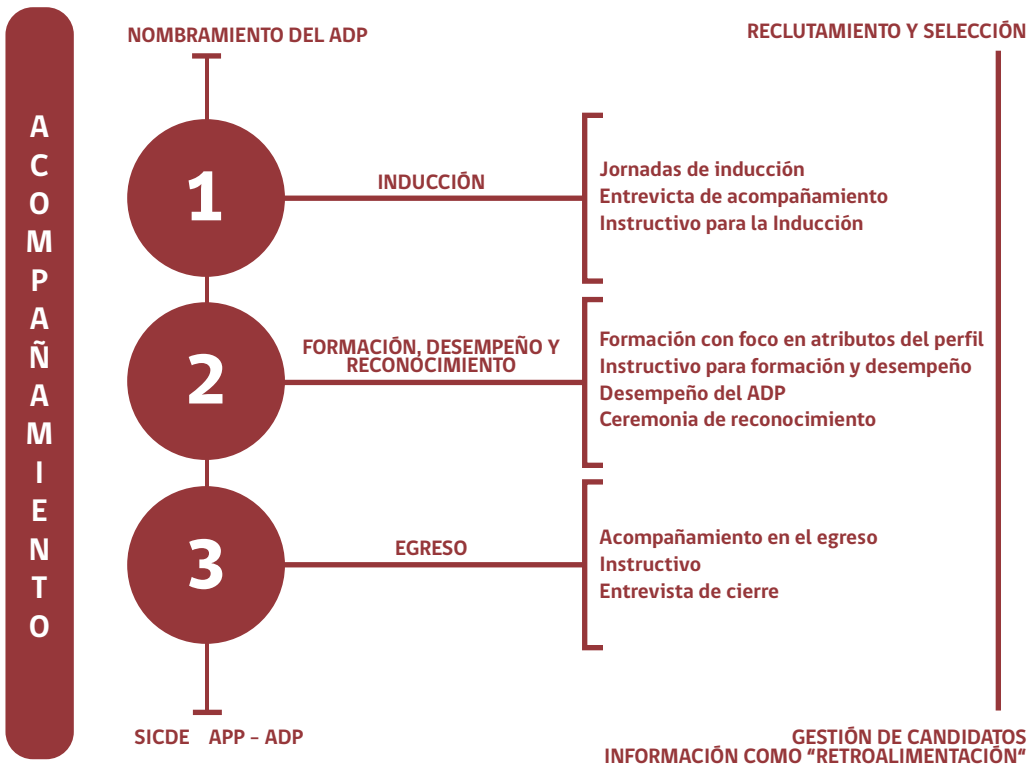 ACOMPAÑAMIENTO
NOMBRAMIENTO DEL ADP
RECLUTAMIENTO Y SELECCIÓN
1
INDUCCIÓN
Jornadas de inducción
Entrevicta de acompañamiento
Instructivo para la Inducción
2
FORMACIÓN, DESEMPEÑO Y
RECONOCIMIENTO
Formación con foco en atributos del perfil
Instructivo para formación y desempeño
Desempeño del ADP
Ceremonia de reconocimiento
3
EGRESO
Acompañamiento en el egreso
Instructivo
Entrevista de cierre
SICDE APP - ADP
GESTIÓN DE CANDIDATOS
INFORMACIÓN COMO “RETROALIMENTACIÓN“